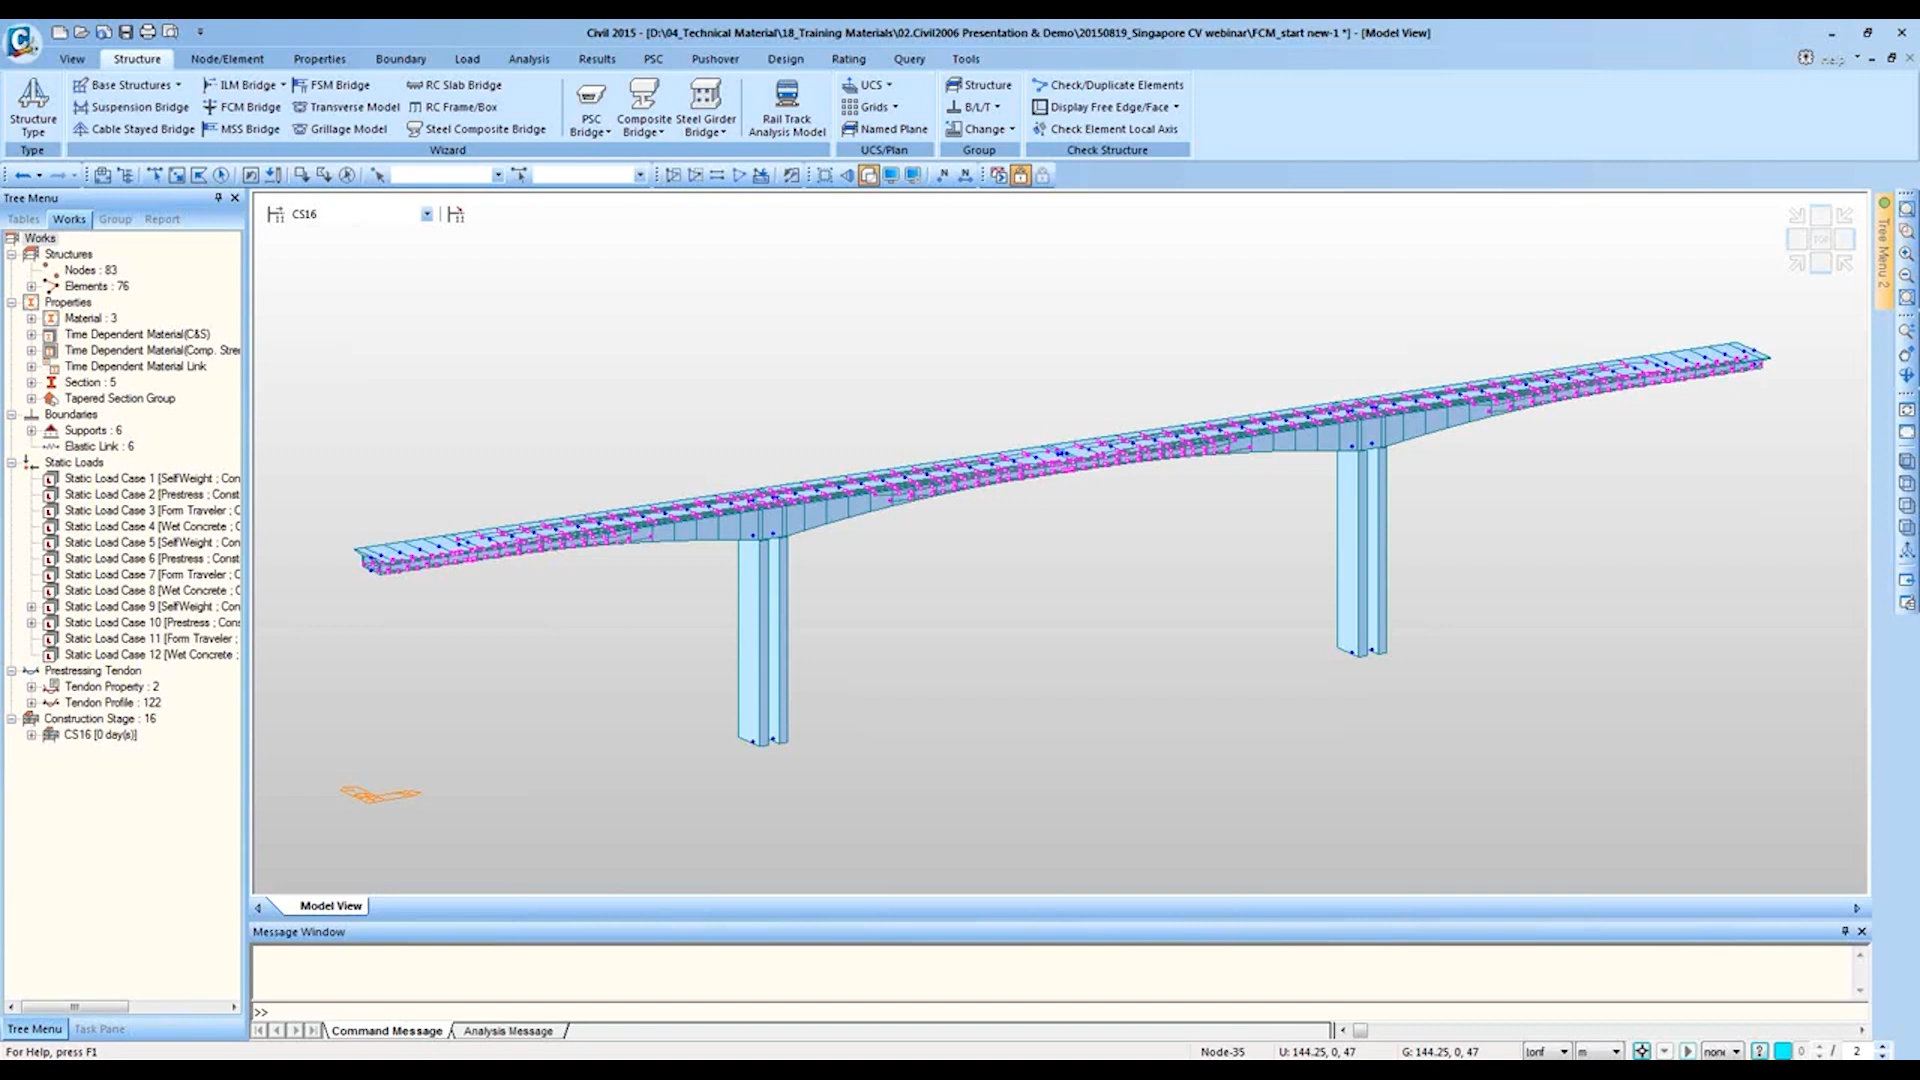 Civil 2015 - [D:\04_Technical Material\18_Training Materials\02.Civil2006 Presentation & Demo\20150819_Singapore CV webinar\FCM_start new-1 *] - [Model View]
View Structure Node/Element Properties Boundary Load Analysis Results PSC Pushover Design Rating Query Tools
Help
Structure Type
Base Structures
ILM Bridge
FSM Bridge
RC Slab Bridge
Suspension Bridge
FCM Bridge
Transverse Model
RC Frame/Box
Cable Stayed Bridge
MSS Bridge
Grillage Model
Steel Composite Bridge
PSC Bridge
Composite Bridge
Steel Girder Bridge
Rail Track Analysis Model
UCS
Grids
Named Plane
Structure
B/L/T
Change
Check/Duplicate Elements
Display Free Edge/Face
Check Element Local Axis
Type
Wizard
UCS/Plan
Group
Check Structure
Tree Menu
Tables Works Group Report
Works
Structures
Nodes : 83
Elements : 76
Properties
Material : 3
Time Dependent Material(C&S)
Time Dependent Material(Comp. Stre
Time Dependent Material Link
Section : 5
Tapered Section Group
Boundaries
Supports : 6
Elastic Link : 6
Static Loads
Static Load Case 1 [SelfWeight ; Con
Static Load Case 2 [Prestress ; Const
Static Load Case 3 [Form Traveler ;
Static Load Case 4 [Wet Concrete ; C
Static Load Case 5 [SelfWeight ; Con
Static Load Case 6 [Prestress ; Const
Static Load Case 7 [Form Traveler ; C
Static Load Case 8 [Wet Concrete ; C
Static Load Case 9 [SelfWeight ; Con
Static Load Case 10 [Prestress ; Cons
Static Load Case 11 [Form Traveler ;
Static Load Case 12 [Wet Concrete ;
Prestressing Tendon
Tendon Property : 2
Tendon Profile : 122
Construction Stage : 16
CS16 [0 day(s)]
Tree Menu Task Pane
CS16
TOP
Tree Menu 2
Model View
Message Window
>>
Command Message Analysis Message
For Help, press F1
Node-35 U: 144.25, 0, 47 G: 144.25, 0, 47 tonf m none ? 0 / 2